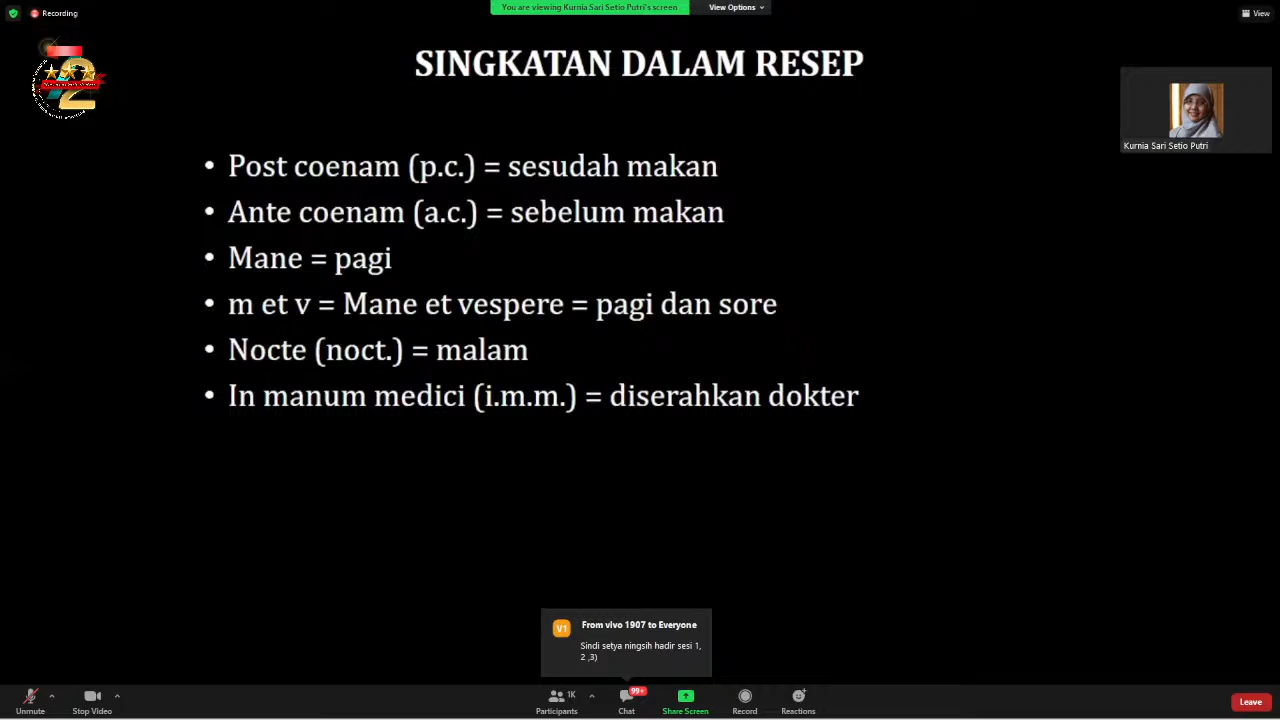 Recording
You are viewing Kurnia Sari Setio Putri's screen
View Options
View
SINGKATAN DALAM RESEP
2
Kurnia Sari Setio Putri
• Post coenam (p.c.) = sesudah makan
• Ante coenam (a.c.) = sebelum makan
• Mane = pagi
• m et v = Mane et vespere = pagi dan sore
• Nocte (noct.) = malam
• In manum medici (i.m.m.) = diserahkan dokter
V1
From vivo 1907 to Everyone
Sindi setya ningsih hadir sesi 1,
2 ,3)
1K
99+
Unmute
Stop Video
Participants
Chat
Share Screen
Record
Reactions
Leave